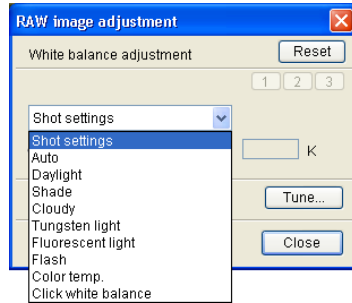 RAW image adjustment
White balance adjustment Reset
1 2 3
Shot settings
Shot settings
Auto
Daylight
Shade
Cloudy
Tungsten light
Fluorescent light
Flash
Color temp.
Click white balance
K
Tune...
Close